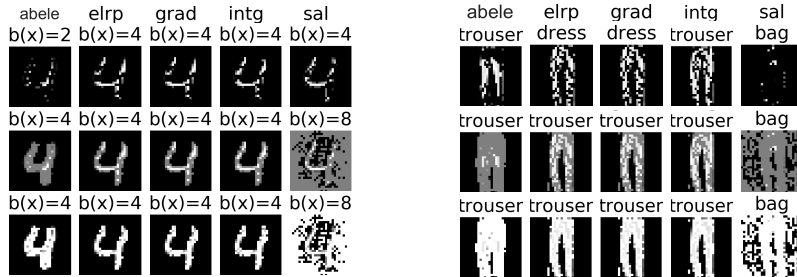 abele elrp grad intg sal
b(x)=2 b(x)=4 b(x)=4 b(x)=4 b(x)=4
b(x)=4 b(x)=4 b(x)=4 b(x)=4 b(x)=8
b(x)=4 b(x)=4 b(x)=4 b(x)=4 b(x)=8
abele elrp grad intg sal
trouser dress dress trouser bag
trouser trouser trouser trouser bag
trouser trouser trouser trouser bag